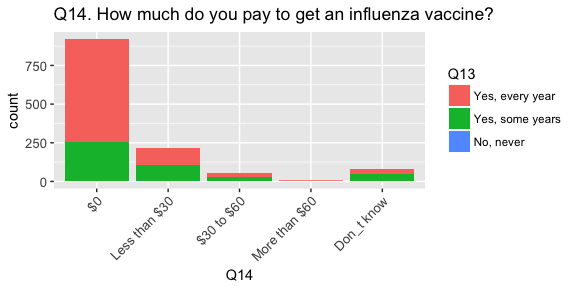 Q14. How much do you pay to get an influenza vaccine?
count
750
500
250
0
$0
Less than $30
$30 to $60
More than $60
Don_t know
Q14
Q13
Yes, every year
Yes, some years
No, never